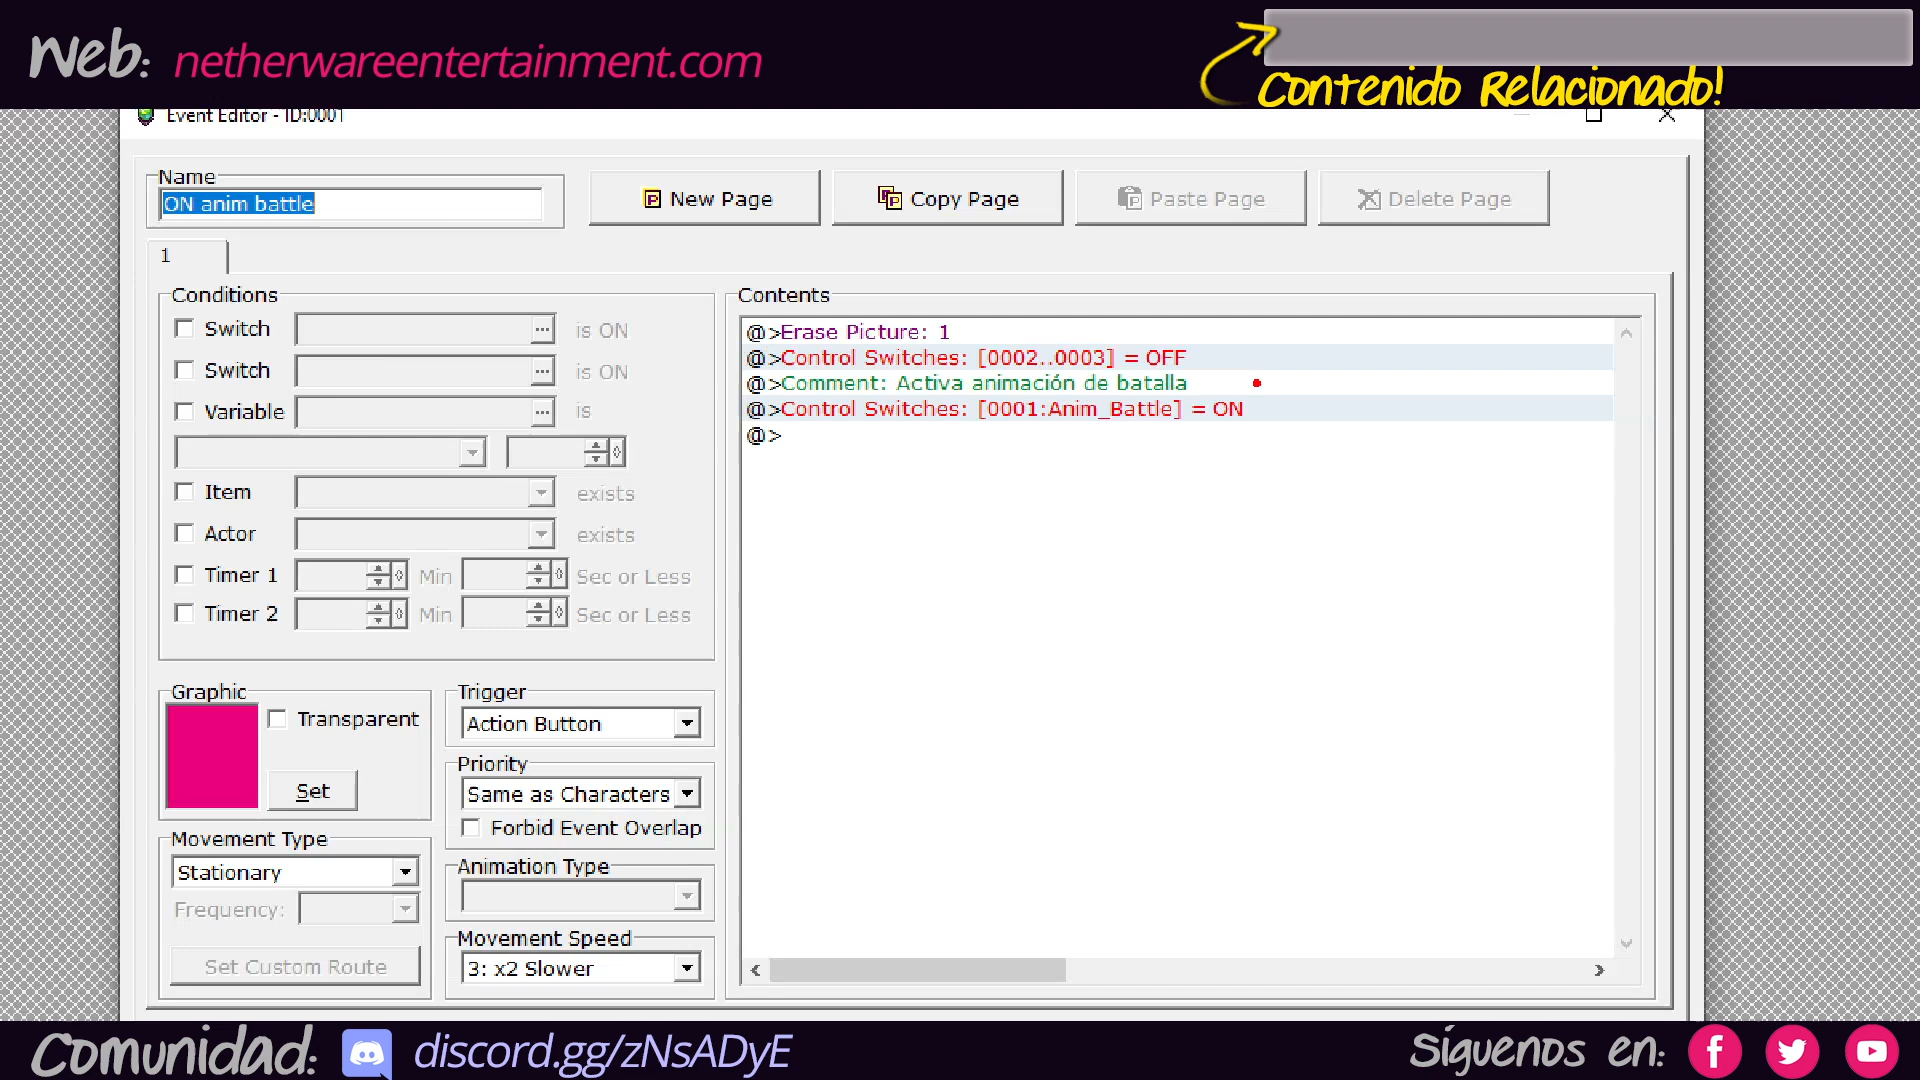 Web: netherwareentertainment.com
Contenido Relacionado!
Event Editor - ID:0001
Name
ON anim battle
New Page
Copy Page
Paste Page
Delete Page
1
Conditions
Switch ... is ON
Switch ... is ON
Variable ... is
Item exists
Actor exists
Timer 1 Min Sec or Less
Timer 2 Min Sec or Less
Graphic
Transparent
Set
Movement Type
Stationary
Frequency:
Set Custom Route
Trigger
Action Button
Priority
Same as Characters
Forbid Event Overlap
Animation Type
Movement Speed
3: x2 Slower
Contents
@>Erase Picture: 1
@>Control Switches: [0002..0003] = OFF
@>Comment: Activa animación de batalla
@>Control Switches: [0001:Anim_Battle] = ON
@>
Comunidad: discord.gg/zNsADyE
Síguenos en: